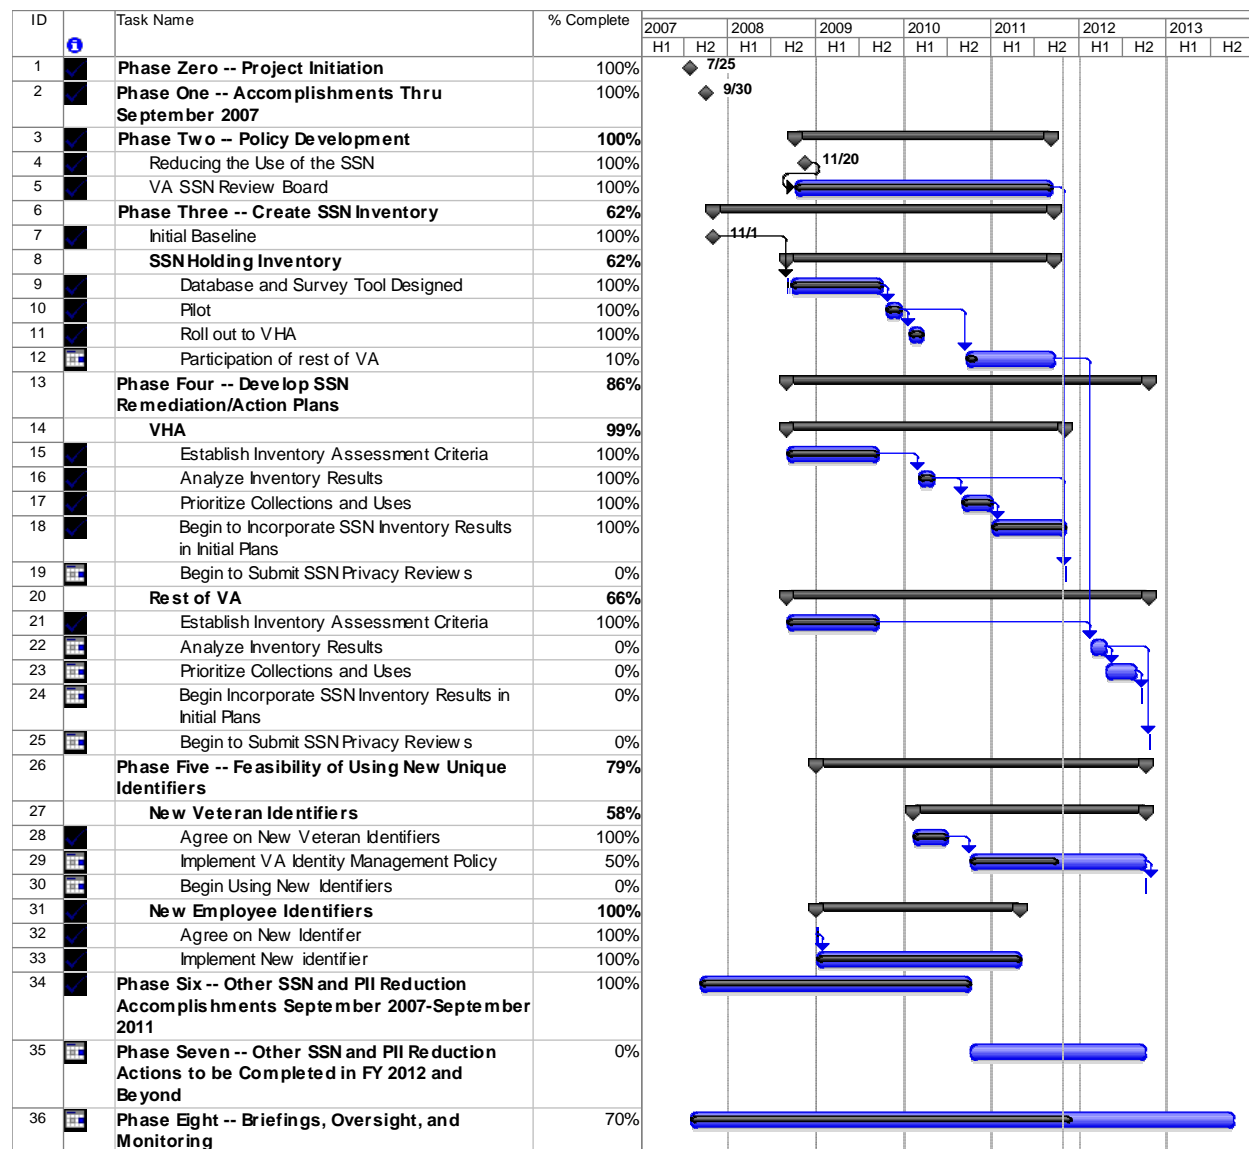 ID Task Name % Complete 2007 2008 2009 2010 2011 2012 2013
H1 H2 H1 H2 H1 H2 H1 H2 H1 H2 H1 H2 H1 H2
1 Phase Zero -- Project Initiation 100% 7/25
2 Phase One -- Accomplishments Thru 100% 9/30
September 2007
3 Phase Two -- Policy Development 100%
4 Reducing the Use of the SSN 100% 11/20
5 VA SSN Review Board 100%
6 Phase Three -- Create SSN Inventory 62%
7 Initial Baseline 100% 11/1
8 SSN Holding Inventory 62%
9 Database and Survey Tool Designed 100%
10 Pilot 100%
11 Roll out to VHA 100%
12 Participation of rest of VA 10%
13 Phase Four -- Develop SSN 86%
Remediation/Action Plans
14 VHA 99%
15 Establish Inventory Assessment Criteria 100%
16 Analyze Inventory Results 100%
17 Prioritize Collections and Uses 100%
18 Begin to Incorporate SSN Inventory Results 100%
in Initial Plans
19 Begin to Submit SSN Privacy Reviews 0%
20 Rest of VA 66%
21 Establish Inventory Assessment Criteria 100%
22 Analyze Inventory Results 0%
23 Prioritize Collections and Uses 0%
24 Begin Incorporate SSN Inventory Results in 0%
Initial Plans
25 Begin to Submit SSN Privacy Reviews 0%
26 Phase Five -- Feasibility of Using New Unique 79%
Identifiers
27 New Veteran Identifiers 58%
28 Agree on New Veteran Identifiers 100%
29 Implement VA Identity Management Policy 50%
30 Begin Using New Identifiers 0%
31 New Employee Identifiers 100%
32 Agree on New Identifier 100%
33 Implement New identifier 100%
34 Phase Six -- Other SSN and PII Reduction 100%
Accomplishments September 2007-September
2011
35 Phase Seven -- Other SSN and PII Reduction 0%
Actions to be Completed in FY 2012 and
Beyond
36 Phase Eight -- Briefings, Oversight, and 70%
Monitoring